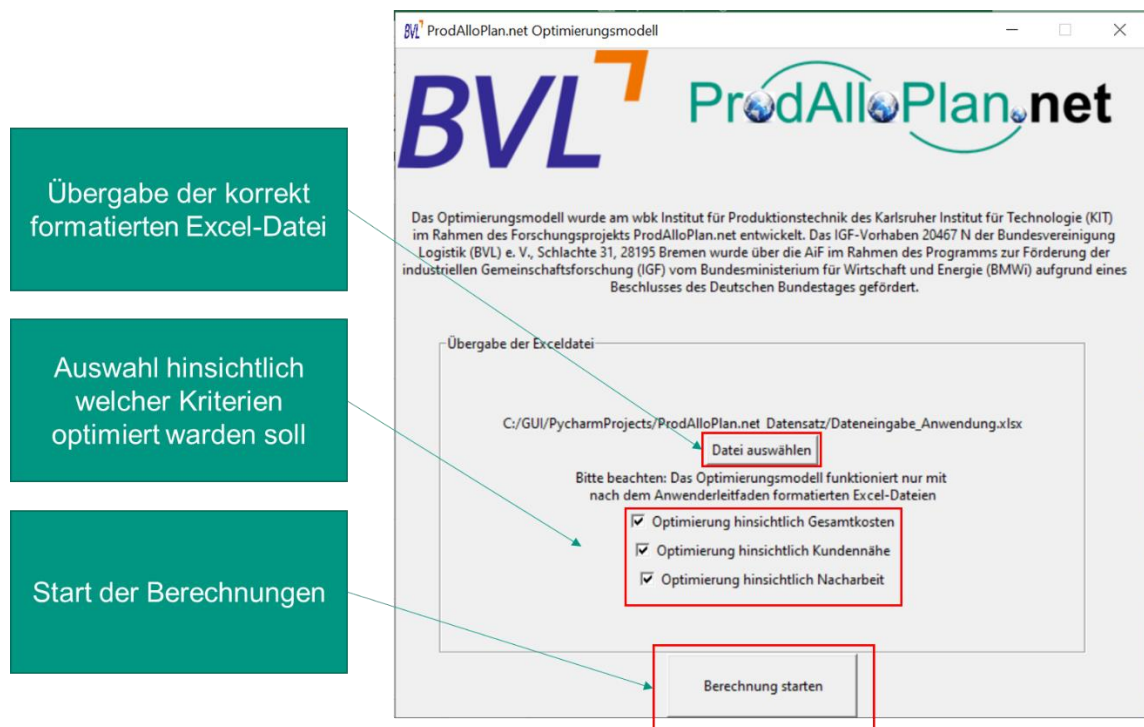 BVL ProdAlloPlan.net Optimierungsmodell
BVL
ProdAlloPlan.net
Das Optimierungsmodell wurde am wbk Institut für Produktionstechnik des Karlsruher Institut für Technologie (KIT)
im Rahmen des Forschungsprojekts ProdAlloPlan.net entwickelt. Das IGF-Vorhaben 20467 N der Bundesvereinigung
Logistik (BVL) e. V., Schlachte 31, 28195 Bremen wurde über die AiF im Rahmen des Programms zur Förderung der
industriellen Gemeinschaftsforschung (IGF) vom Bundesministerium für Wirtschaft und Energie (BMWi) aufgrund eines
Beschlusses des Deutschen Bundestages gefördert.
Übergabe der korrekt
formatierten Excel-Datei
Auswahl hinsichtlich
welcher Kriterien
optimiert warden soll
Start der Berechnungen
Übergabe der Exceldatei
C:/GUI/PycharmProjects/ProdAlloPlan.net_Datensatz/Dateneingabe_Anwendung.xlsx
Datei auswählen
Bitte beachten: Das Optimierungsmodell funktioniert nur mit
nach dem Anwenderleitfaden formatierten Excel-Dateien
Optimierung hinsichtlich Gesamtkosten
Optimierung hinsichtlich Kundennähe
Optimierung hinsichtlich Nacharbeit
Berechnung starten